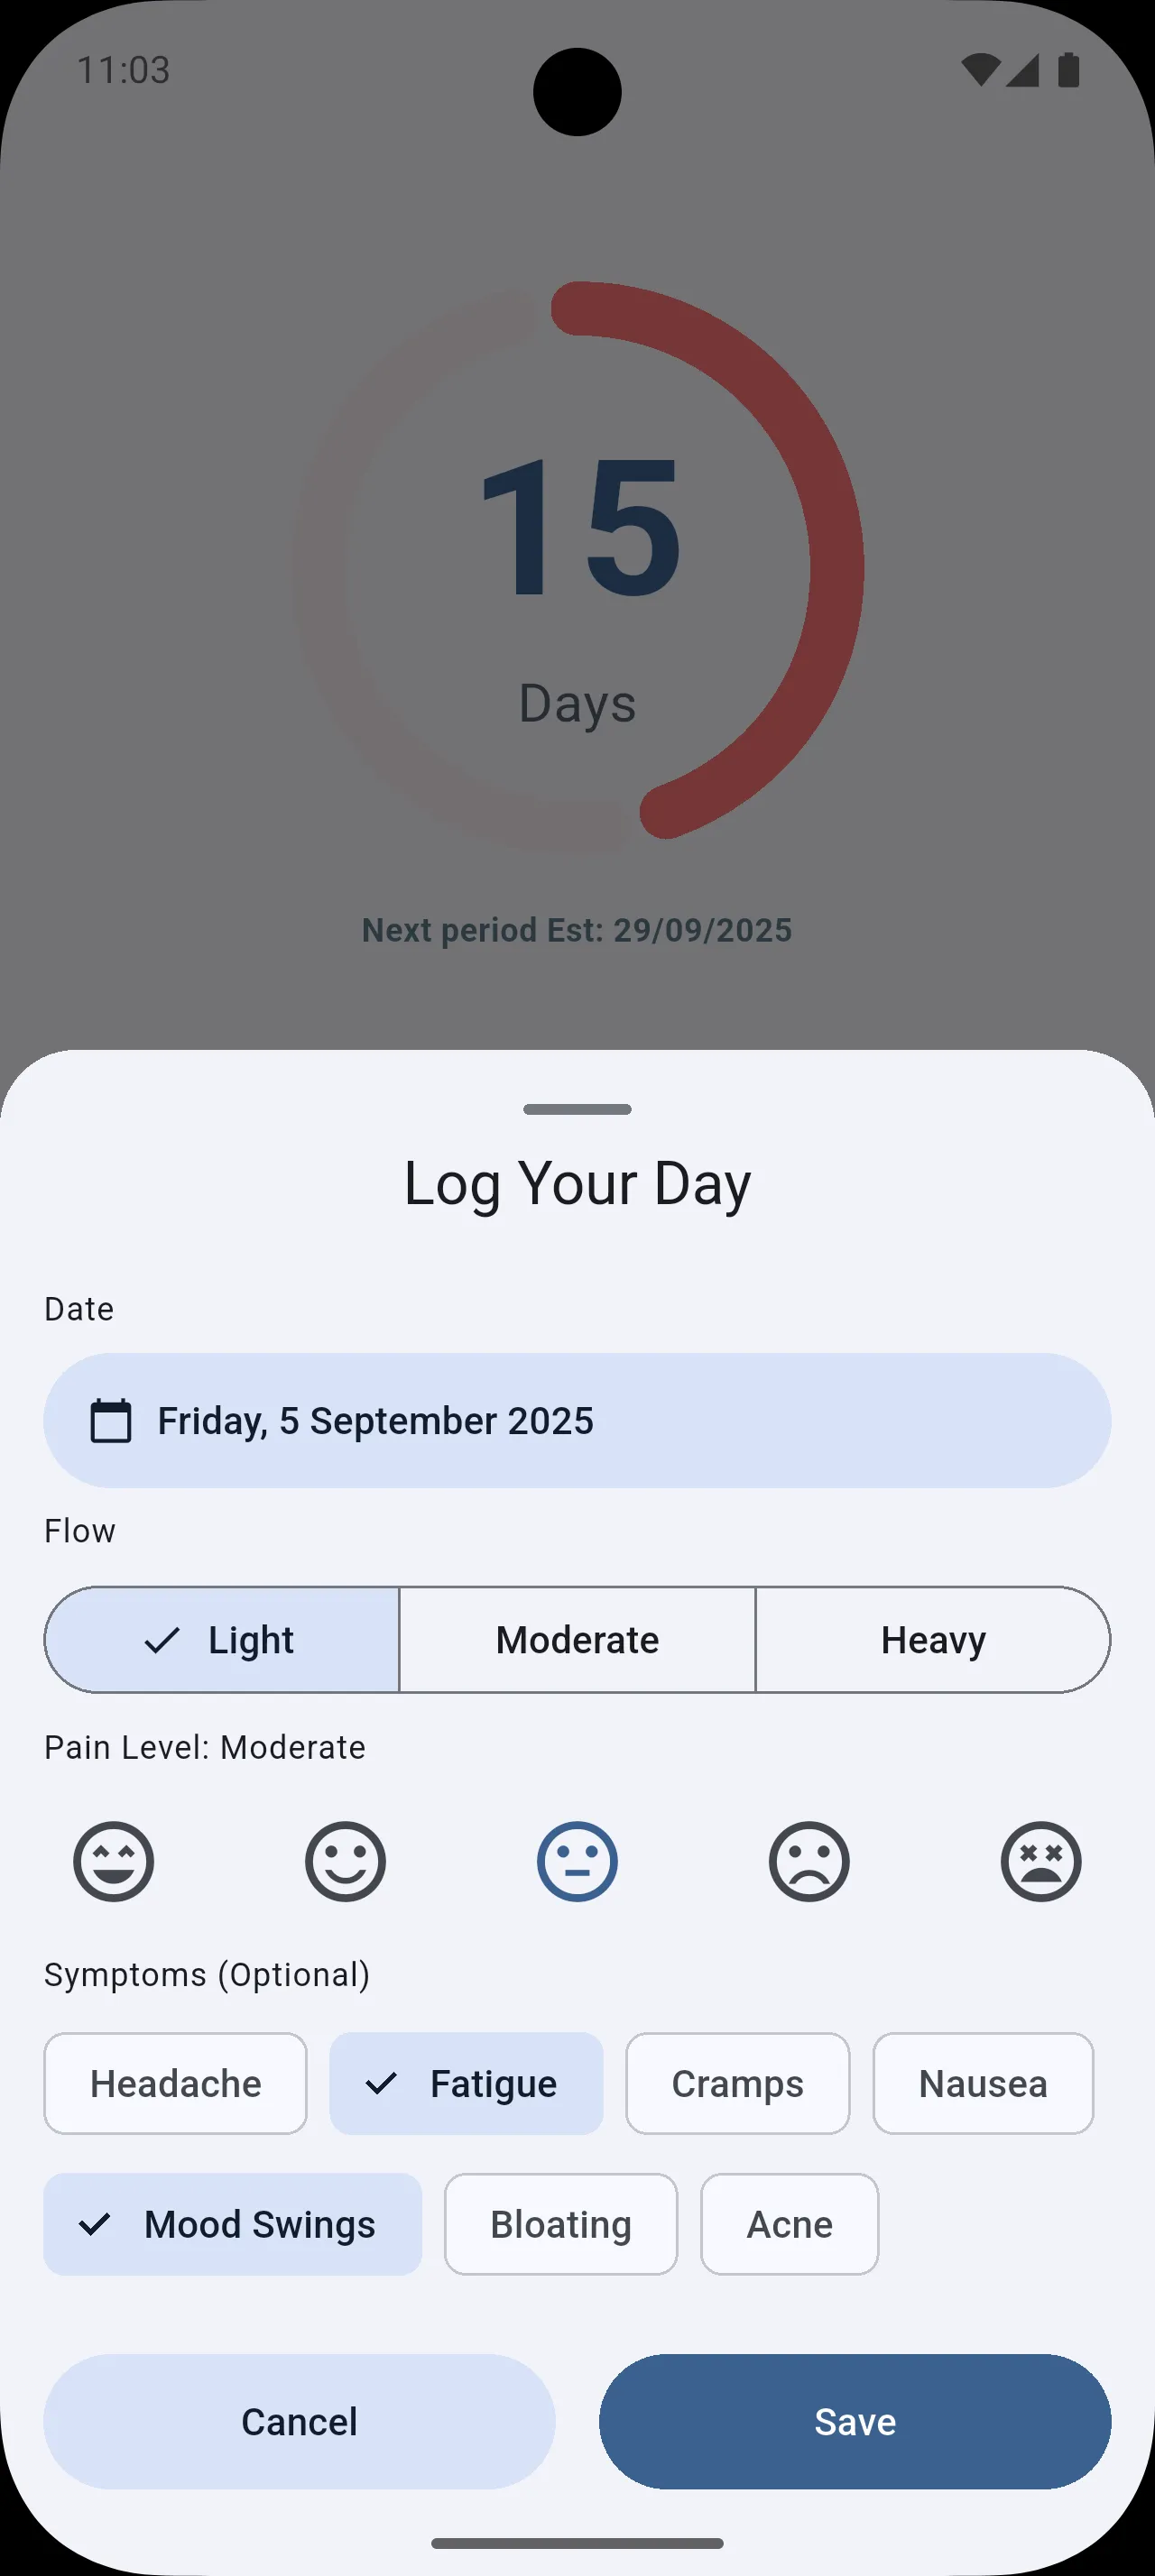 11:03
15
Days
Next period Est: 29/09/2025
Log Your Day
Date
Friday, 5 September 2025
Flow
Light Moderate Heavy
Pain Level: Moderate
Symptoms (Optional)
Headache Fatigue Cramps Nausea
Mood Swings Bloating Acne
Cancel Save